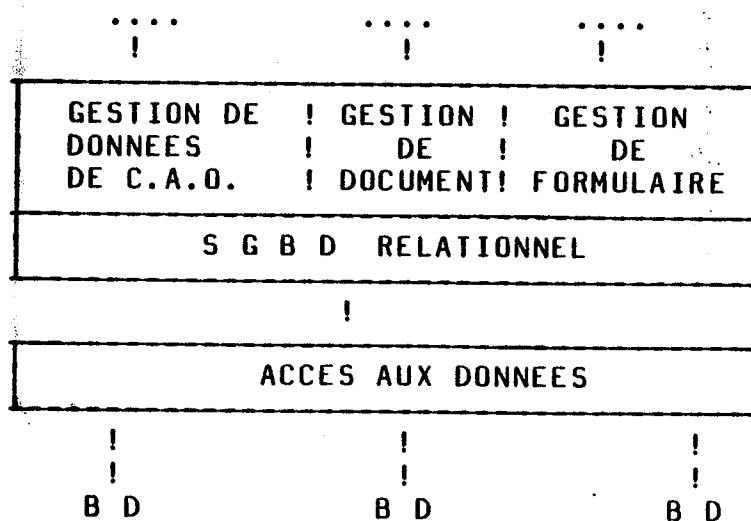 .... .... ....
! ! !
GESTION DE ! GESTION ! GESTION
DONNEES ! DE ! DE
DE C.A.O. ! DOCUMENT! FORMULAIRE
S G B D RELATIONNEL
!
ACCES AUX DONNEES
! ! !
! ! !
B D B D B D